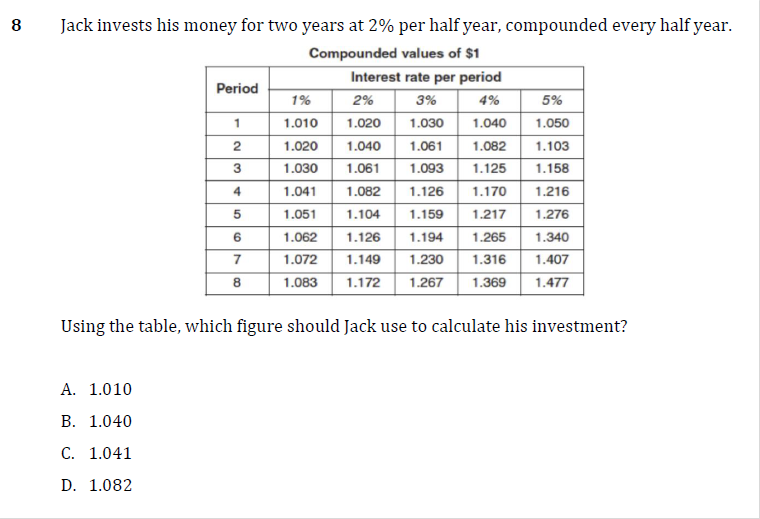 8 Jack invests his money for two years at 2% per half year, compounded every half year.
Compounded values of $1
Period Interest rate per period
1% 2% 3% 4% 5%
1 1.010 1.020 1.030 1.040 1.050
2 1.020 1.040 1.061 1.082 1.103
3 1.030 1.061 1.093 1.125 1.158
4 1.041 1.082 1.126 1.170 1.216
5 1.051 1.104 1.159 1.217 1.276
6 1.062 1.126 1.194 1.265 1.340
7 1.072 1.149 1.230 1.316 1.407
8 1.083 1.172 1.267 1.369 1.477
Using the table, which figure should Jack use to calculate his investment?
A. 1.010
B. 1.040
C. 1.041
D. 1.082